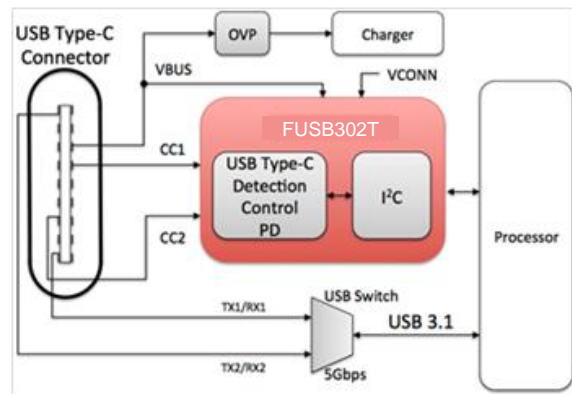 USB Type-C
Connector
OVP
Charger
VBUS
VCONN
FUSB302T
CC1
USB Type-C
Detection
Control
PD
I²C
Processor
CC2
USB Switch
TX1/RX1
USB 3.1
TX2/RX2
5Gbps